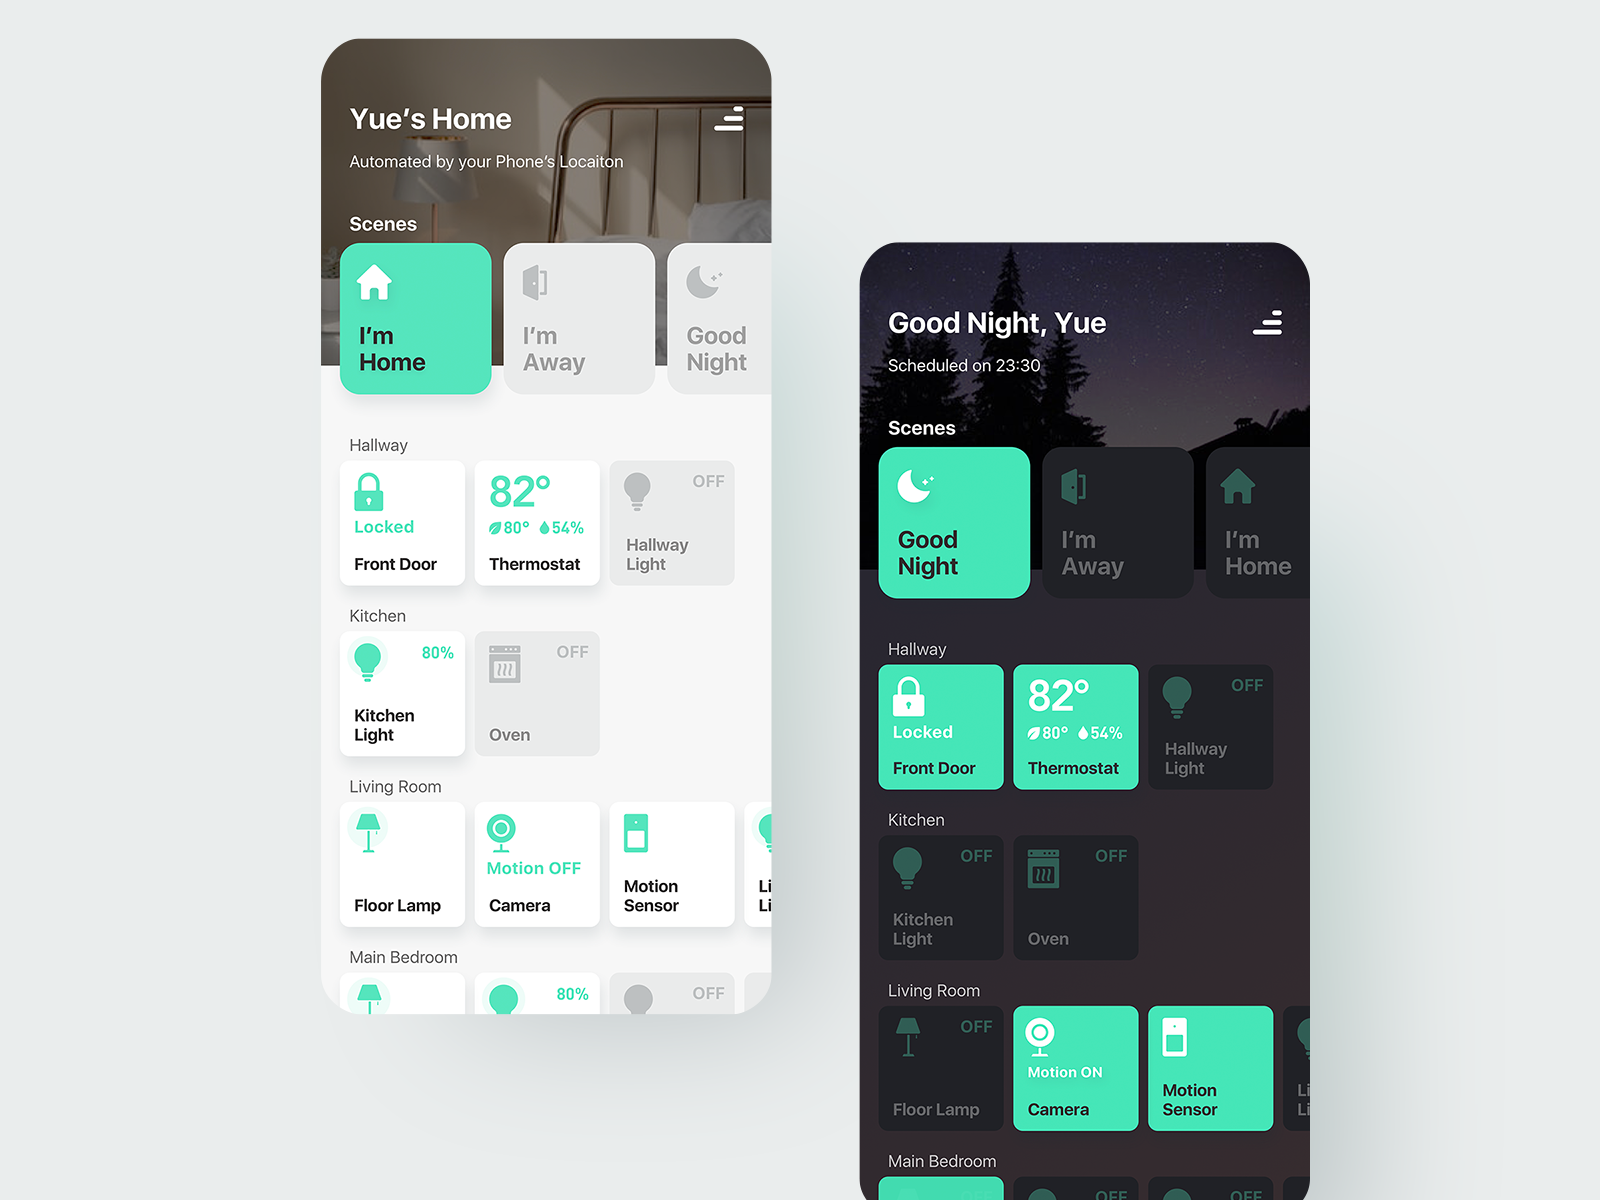 Yue's Home
Automated by your Phone's Locaiton
Scenes
I'm
Home
I'm
Away
Good
Night
Hallway
Locked
Front Door
82°
80° 54%
Thermostat
OFF
Hallway
Light
Kitchen
80%
Kitchen
Light
OFF
Oven
Living Room
Floor Lamp
Motion OFF
Camera
Motion
Sensor
Li
Li
Main Bedroom
80%
OFF
Good Night, Yue
Scheduled on 23:30
Scenes
Good
Night
I'm
Away
I'm
Home
Hallway
Locked
Front Door
82°
80° 54%
Thermostat
OFF
Hallway
Light
Kitchen
OFF
Kitchen
Light
OFF
Oven
Living Room
OFF
Floor Lamp
Motion ON
Camera
Motion
Sensor
Li
Li
Main Bedroom
OFF
OFF